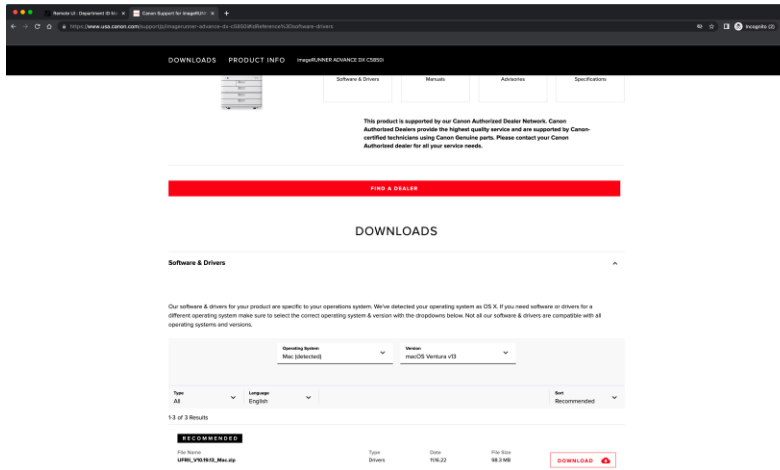 Remote UI : Department ID M
Canon Support for imageRUNN
https://www.usa.canon.com/support/p/imagerunner-advance-dx-c5850i#idReference%3Dsoftware-drivers
Incognito (2)
DOWNLOADS PRODUCT INFO imageRUNNER ADVANCE DX C5850i
Software & Drivers
Manuals
Advisories
Specifications
This product is supported by our Canon Authorized Dealer Network. Canon
Authorized Dealers provide the highest quality service and are supported by Canon-
certified technicians using Canon Genuine parts. Please contact your Canon
Authorized dealer for all your service needs.
FIND A DEALER
DOWNLOADS
Software & Drivers
Our software & drivers for your product are specific to your operations system. We've detected your operating system as OS X. If you need software or drivers for a
different operating system make sure to select the correct operating system & version with the dropdowns below. Not all our software & drivers are compatible with all
operating systems and versions.
Operating System
Mac (detected)
Version
macOS Ventura v13
Type
All
Language
English
Sort
Recommended
1-3 of 3 Results
RECOMMENDED
File Name
UFRII_V10.19.13_Mac.zip
Type
Drivers
Date
11.16.22
File Size
98.3 MB
DOWNLOAD